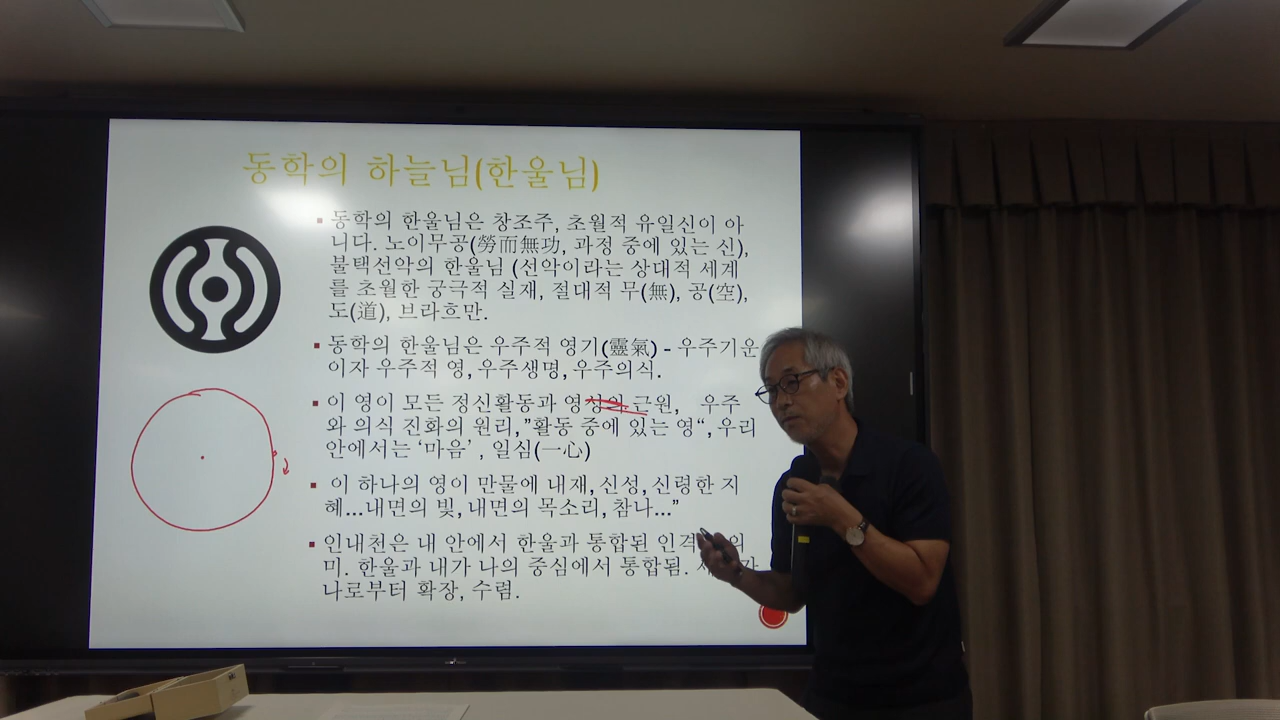 동학의 하늘님(한울님)
동학의 한울님은 창조주, 초월적 유일신이 아
니다. 노이무공(勞而無功, 과정 중에 있는 신),
불택선악의 한울님 (선악이라는 상대적 세계
를 초월한 궁극적 실재, 절대적 무(無), 공(空),
도(道), 브라흐만.
동학의 한울님은 우주적 영기(靈氣) - 우주기운
이자 우주적 영, 우주생명, 우주의식.
이 영이 모든 정신활동과 영성의 근원, 우주
와 의식 진화의 원리,”활동 중에 있는 영“, 우리
안에서는 ‘마음’ , 일심(一心)
이 하나의 영이 만물에 내재, 신성, 신령한 지
혜...내면의 빛, 내면의 목소리, 참나...”
인내천은 내 안에서 한울과 통합된 인격 의
미. 한울과 내가 나의 중심에서 통합됨.
나로부터 확장, 수렴.